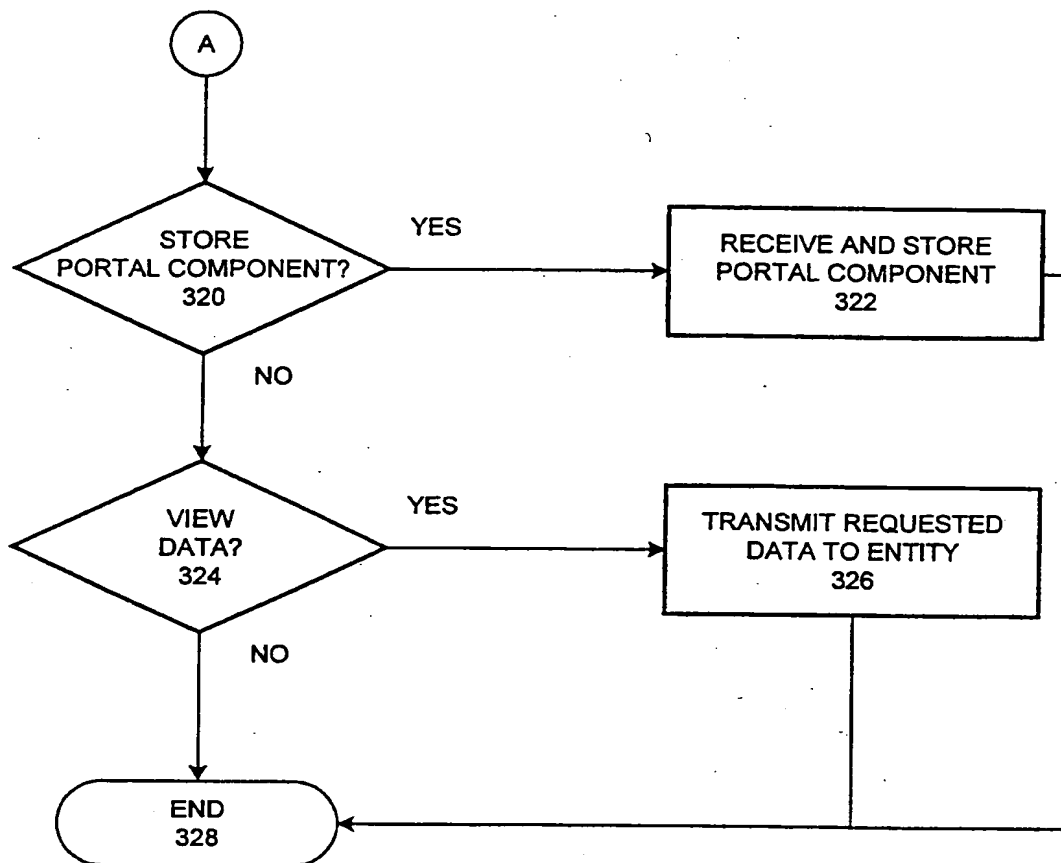 A
STORE
PORTAL COMPONENT?
320
YES
RECEIVE AND STORE
PORTAL COMPONENT
322
NO
VIEW
DATA?
324
YES
TRANSMIT REQUESTED
DATA TO ENTITY
326
NO
END
328